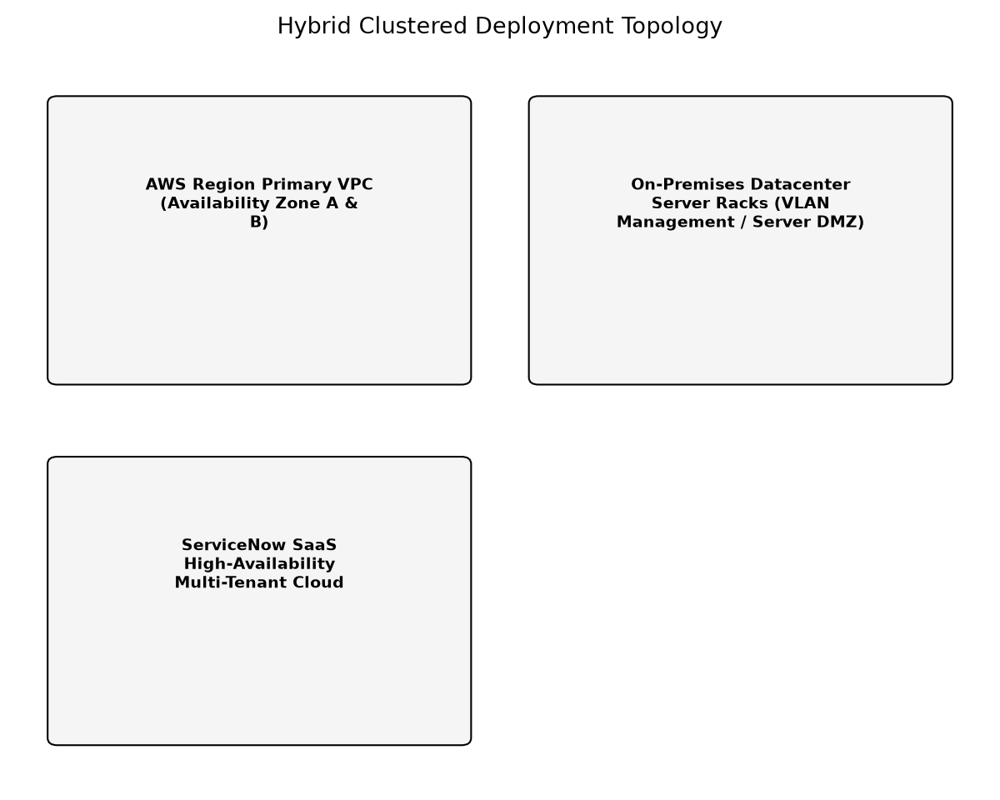 Hybrid Clustered Deployment Topology
AWS Region Primary VPC
(Availability Zone A &
B)
On-Premises Datacenter
Server Racks (VLAN
Management / Server DMZ)
ServiceNow SaaS
High-Availability
Multi-Tenant Cloud